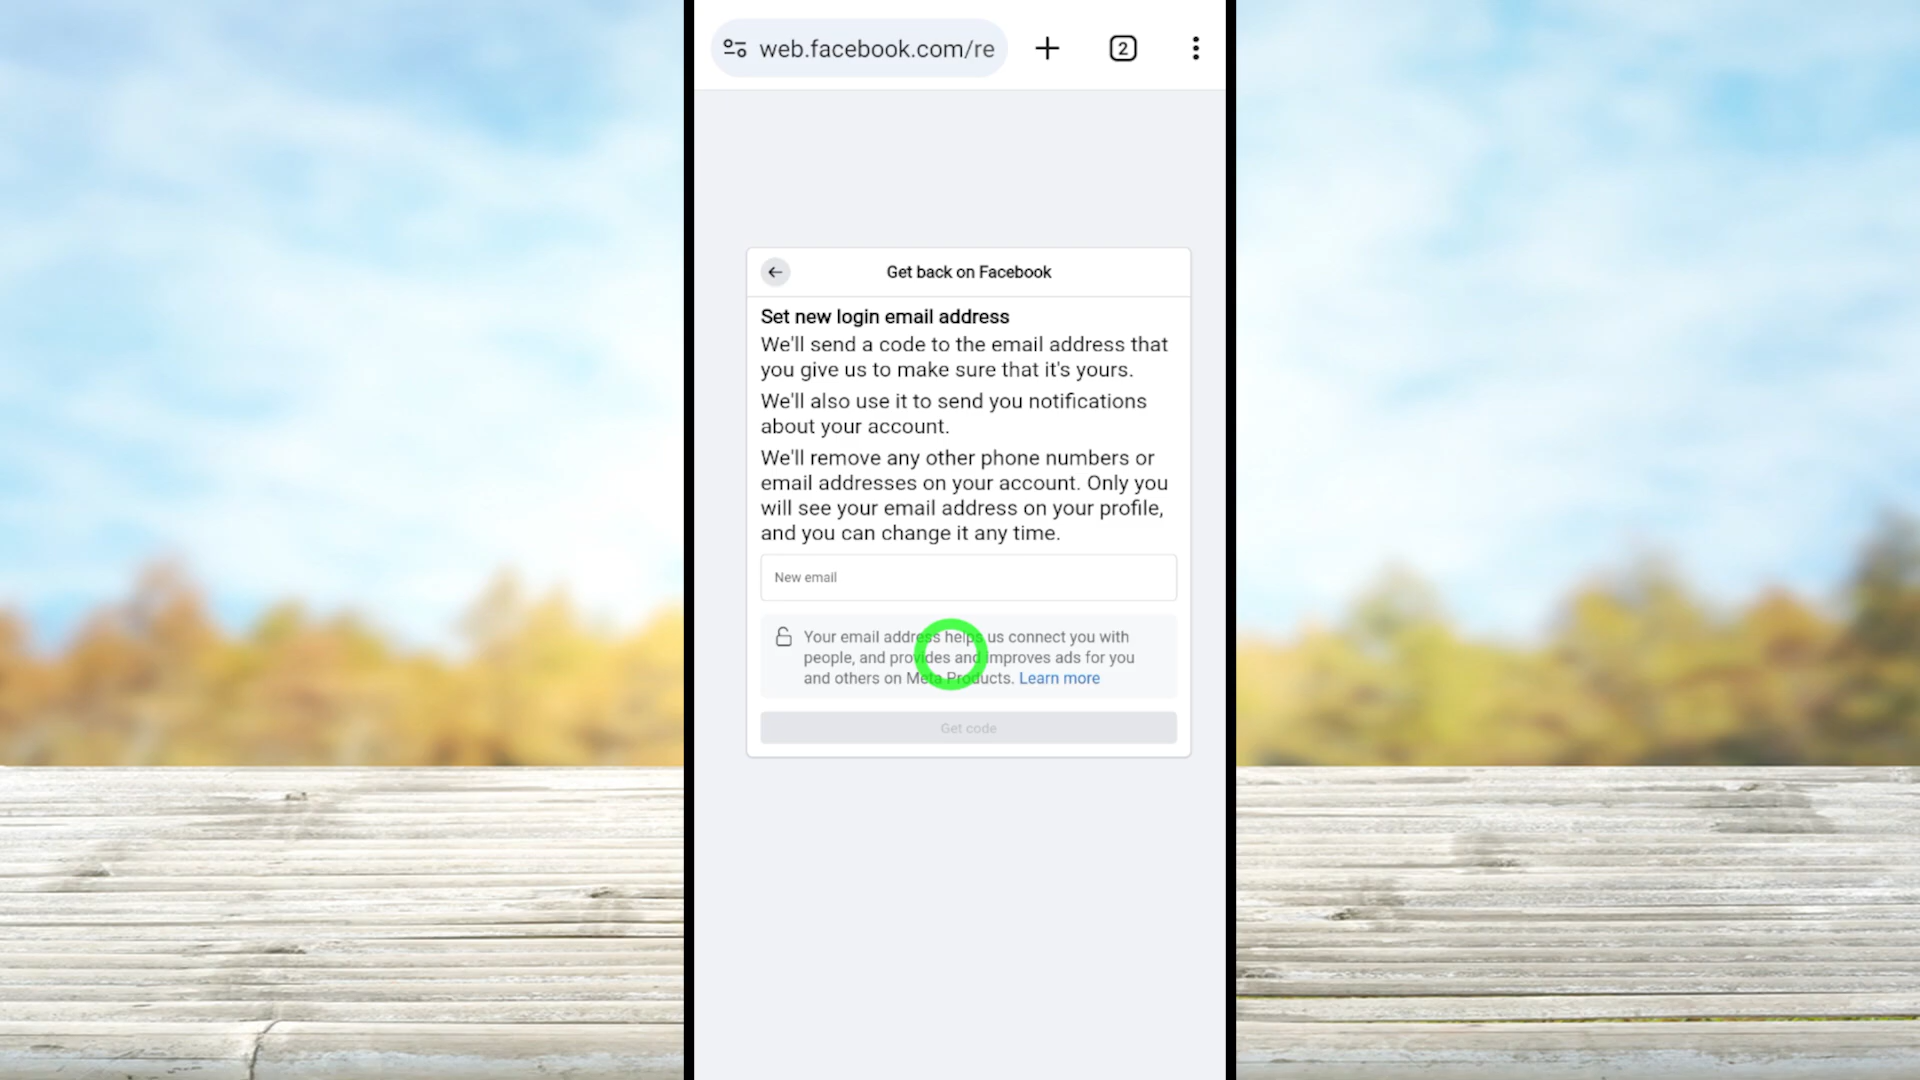 web.facebook.com/re
2
Get back on Facebook
Set new login email address
We'll send a code to the email address that
you give us to make sure that it's yours.
We'll also use it to send you notifications
about your account.
We'll remove any other phone numbers or
email addresses on your account. Only you
will see your email address on your profile,
and you can change it any time.
New email
Your email address helps us connect you with
people, and provides and improves ads for you
and others on Meta Products. Learn more
Get code